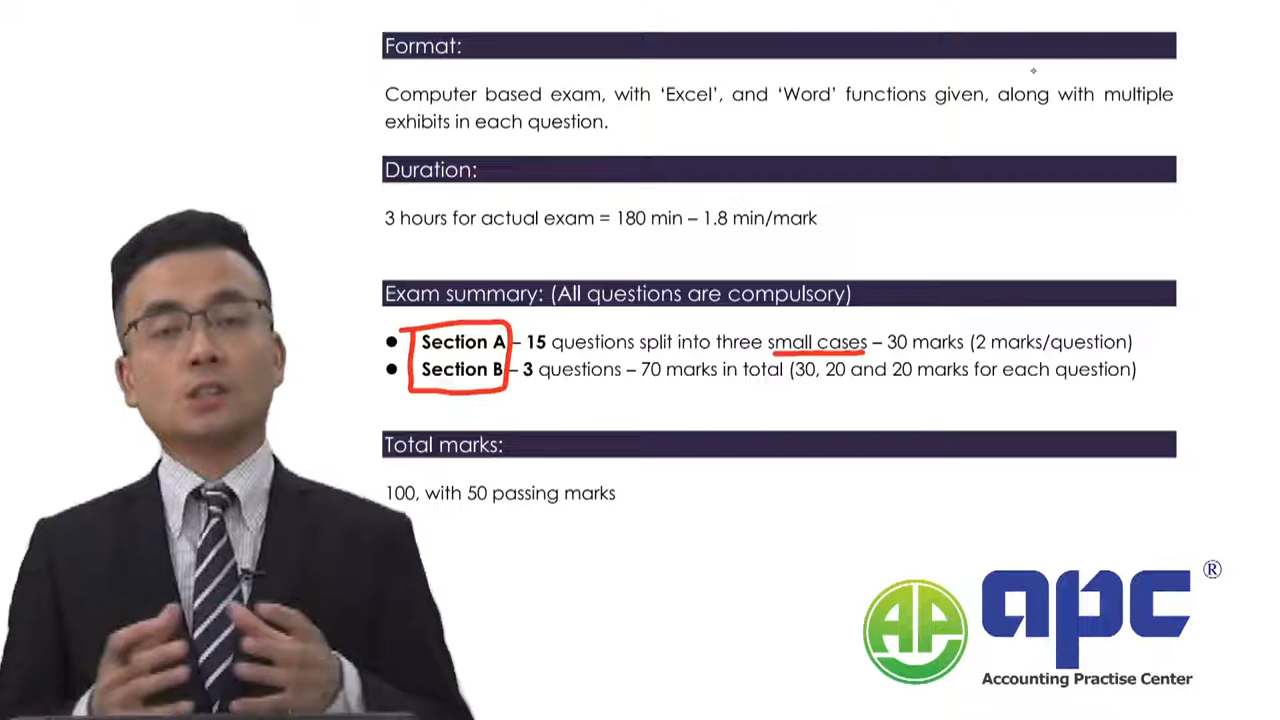 Format:
Computer based exam, with ‘Excel’, and ‘Word’ functions given, along with multiple
exhibits in each question.
Duration:
3 hours for actual exam = 180 min – 1.8 min/mark
Exam summary: (All questions are compulsory)
● Section A – 15 questions split into three small cases – 30 marks (2 marks/question)
● Section B – 3 questions – 70 marks in total (30, 20 and 20 marks for each question)
Total marks:
100, with 50 passing marks
AP apc ®
Accounting Practise Center